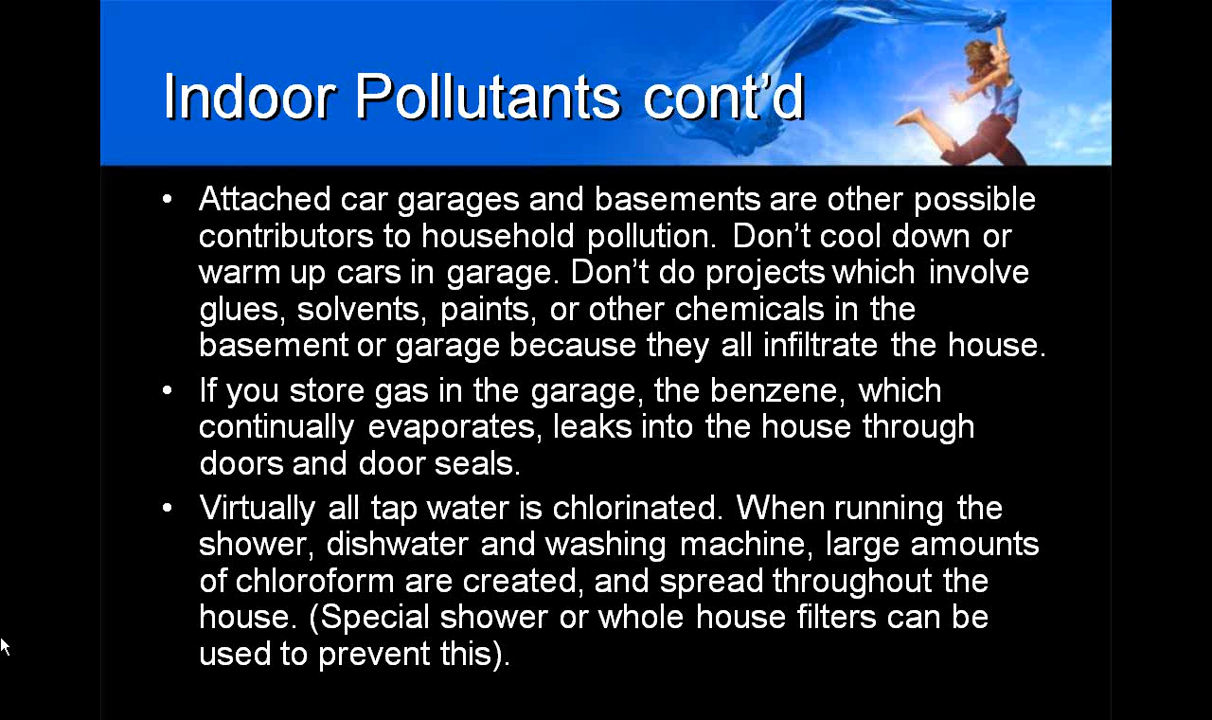 Indoor Pollutants cont'd
• Attached car garages and basements are other possible
contributors to household pollution. Don't cool down or
warm up cars in garage. Don't do projects which involve
glues, solvents, paints, or other chemicals in the
basement or garage because they all infiltrate the house.
• If you store gas in the garage, the benzene, which
continually evaporates, leaks into the house through
doors and door seals.
• Virtually all tap water is chlorinated. When running the
shower, dishwater and washing machine, large amounts
of chloroform are created, and spread throughout the
house. (Special shower or whole house filters can be
used to prevent this).